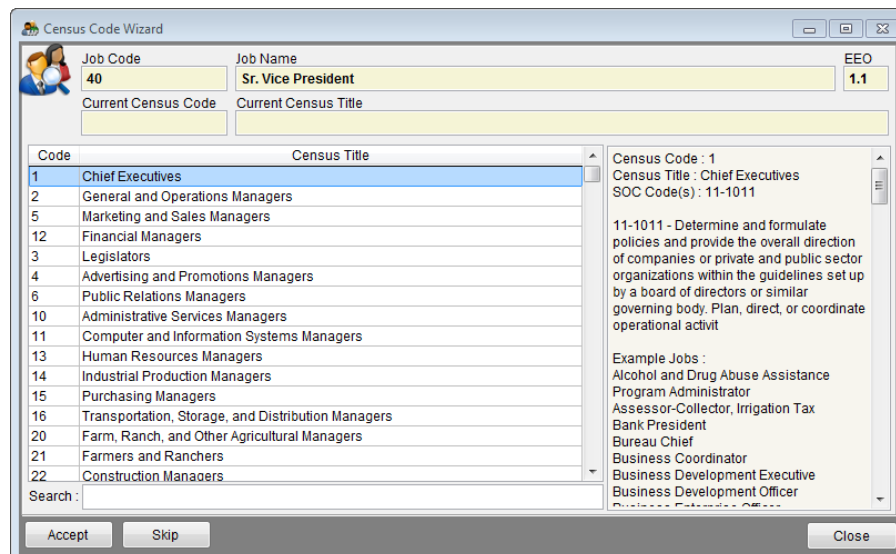 Census Code Wizard
Job Code Job Name EEO
40 Sr. Vice President 1.1
Current Census Code Current Census Title
Code Census Title
1 Chief Executives
2 General and Operations Managers
5 Marketing and Sales Managers
12 Financial Managers
3 Legislators
4 Advertising and Promotions Managers
6 Public Relations Managers
10 Administrative Services Managers
11 Computer and Information Systems Managers
13 Human Resources Managers
14 Industrial Production Managers
15 Purchasing Managers
16 Transportation, Storage, and Distribution Managers
20 Farm, Ranch, and Other Agricultural Managers
21 Farmers and Ranchers
22 Construction Managers
Search :
Census Code : 1
Census Title : Chief Executives
SOC Code(s) : 11-1011
11-1011 - Determine and formulate
policies and provide the overall direction
of companies or private and public sector
organizations within the guidelines set up
by a board of directors or similar
governing body. Plan, direct, or coordinate
operational activit
Example Jobs :
Alcohol and Drug Abuse Assistance
Program Administrator
Assessor-Collector, Irrigation Tax
Bank President
Bureau Chief
Business Coordinator
Business Development Executive
Business Development Officer
Business Enterprise Officer
Accept Skip Close